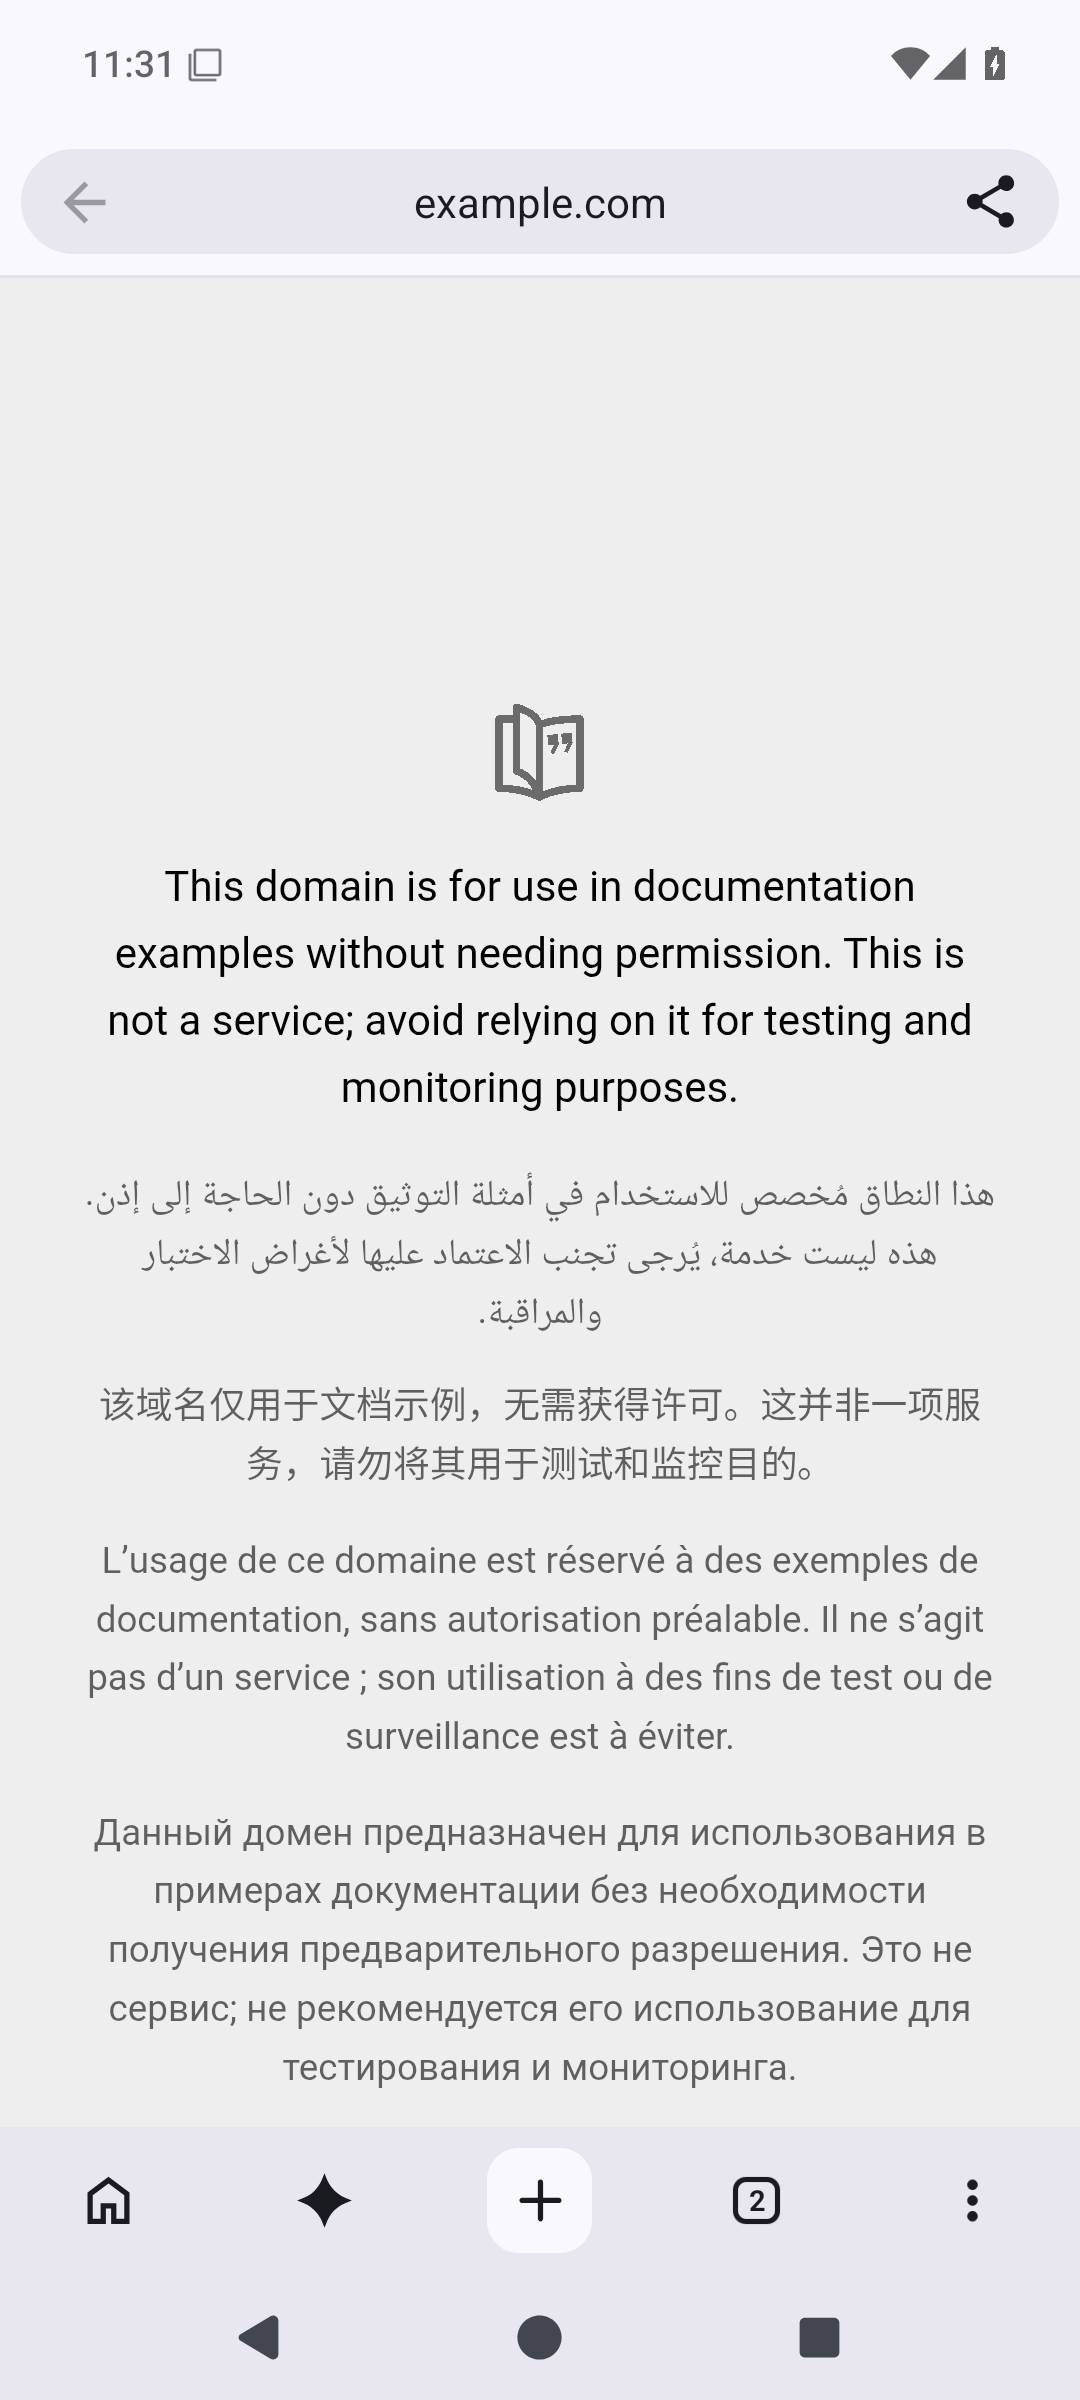 11:31
example.com
This domain is for use in documentation
examples without needing permission. This is
not a service; avoid relying on it for testing and
monitoring purposes.
هذا النطاق مُخصص للاستخدام في أمثلة التوثيق دون الحاجة إلى إذن.
هذه ليست خدمة، يُرجى تجنب الاعتماد عليها لأغراض الاختبار
والمراقبة.
该域名仅用于文档示例，无需获得许可。这并非一项服
务，请勿将其用于测试和监控目的。
L’usage de ce domaine est réservé à des exemples de
documentation, sans autorisation préalable. Il ne s’agit
pas d’un service ; son utilisation à des fins de test ou de
surveillance est à éviter.
Данный домен предназначен для использования в
примерах документации без необходимости
получения предварительного разрешения. Это не
сервис; не рекомендуется его использование для
тестирования и мониторинга.
2